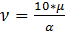 ν = 10*μ / α